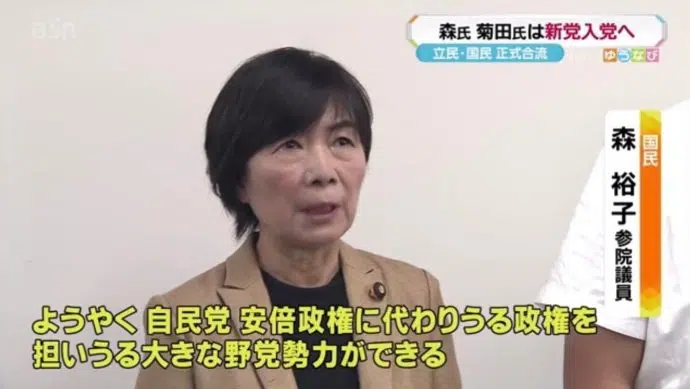 BSN
森氏 菊田氏は新党入党へ
立民・国民 正式合流
ゆうなび
国民
森 裕子 参院議員
ようやく 自民党 安倍政権に代わりうる政権を
担いうる大きな野党勢力ができる